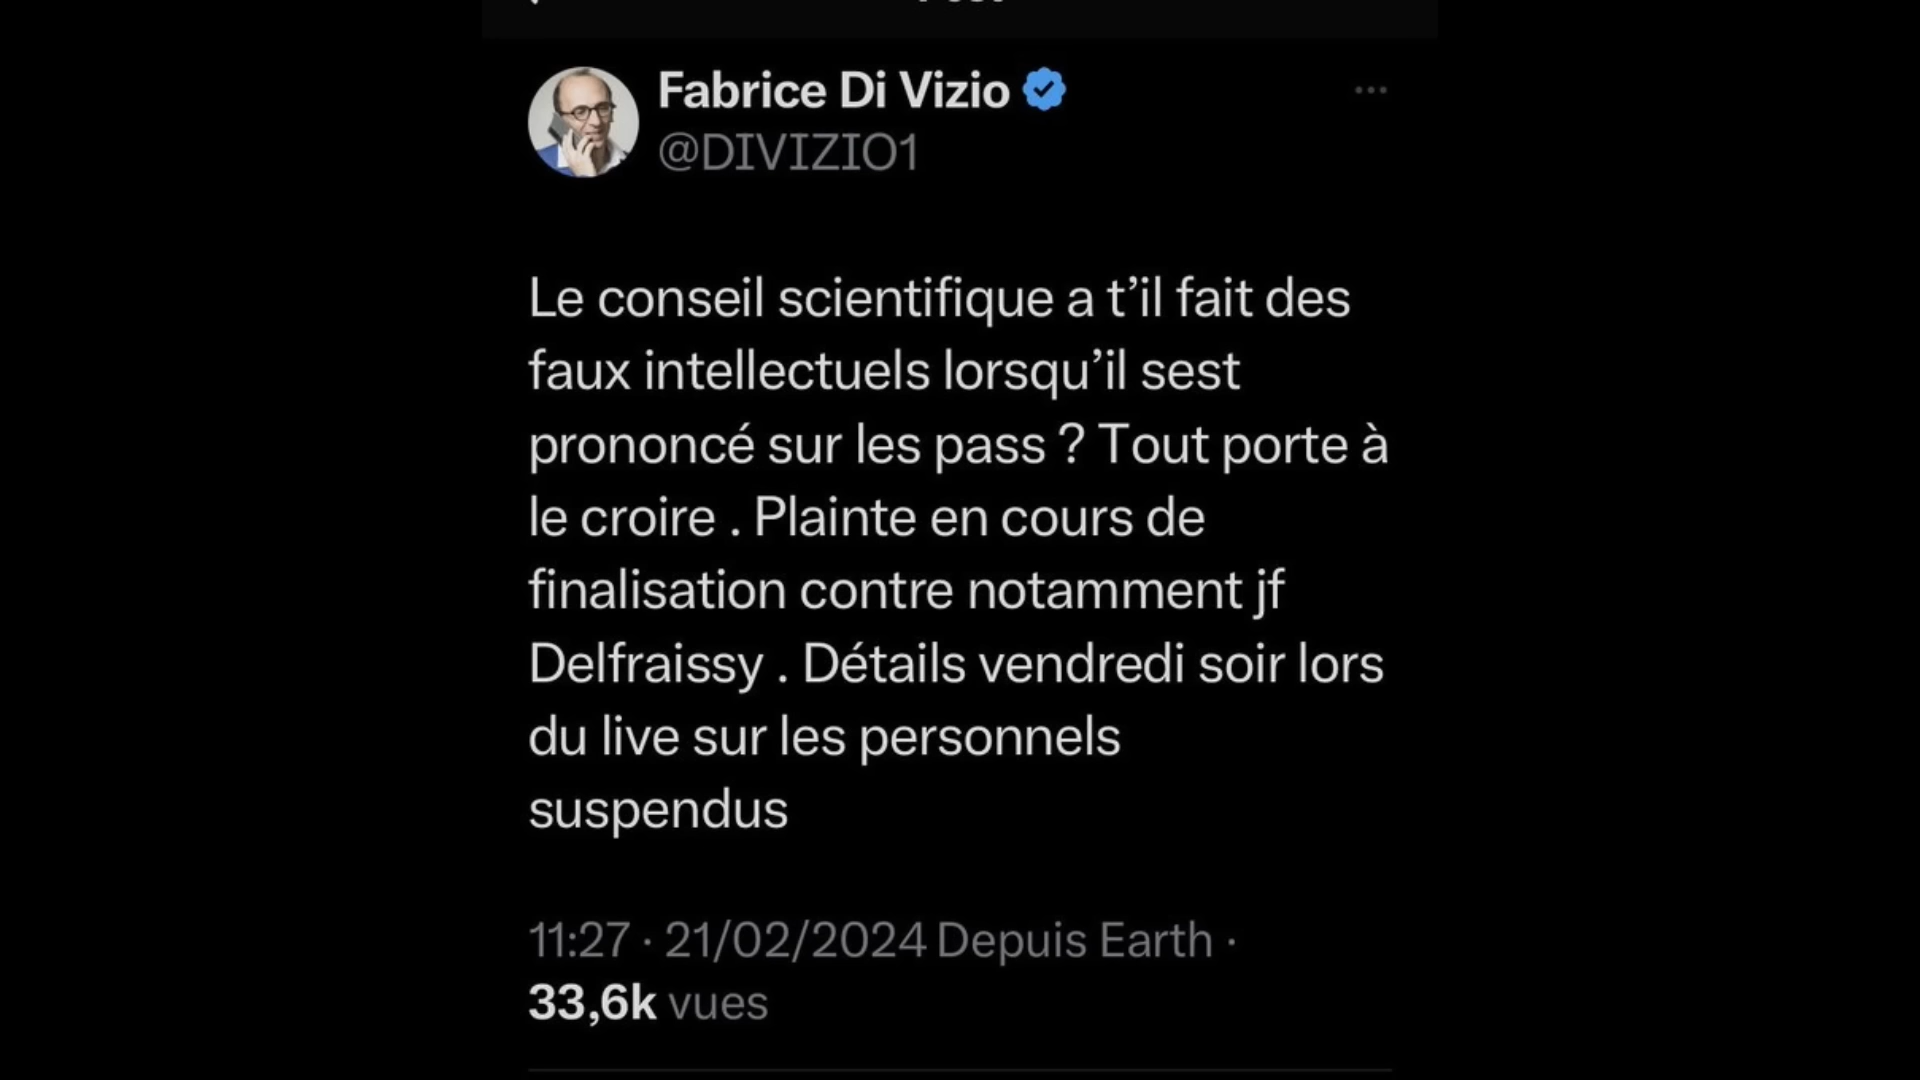 Fabrice Di Vizio
@DIVIZIO1
Le conseil scientifique a t’il fait des
faux intellectuels lorsqu’il sest
prononcé sur les pass ? Tout porte à
le croire . Plainte en cours de
finalisation contre notamment jf
Delfraissy . Détails vendredi soir lors
du live sur les personnels
suspendus
11:27 · 21/02/2024 Depuis Earth ·
33,6k vues